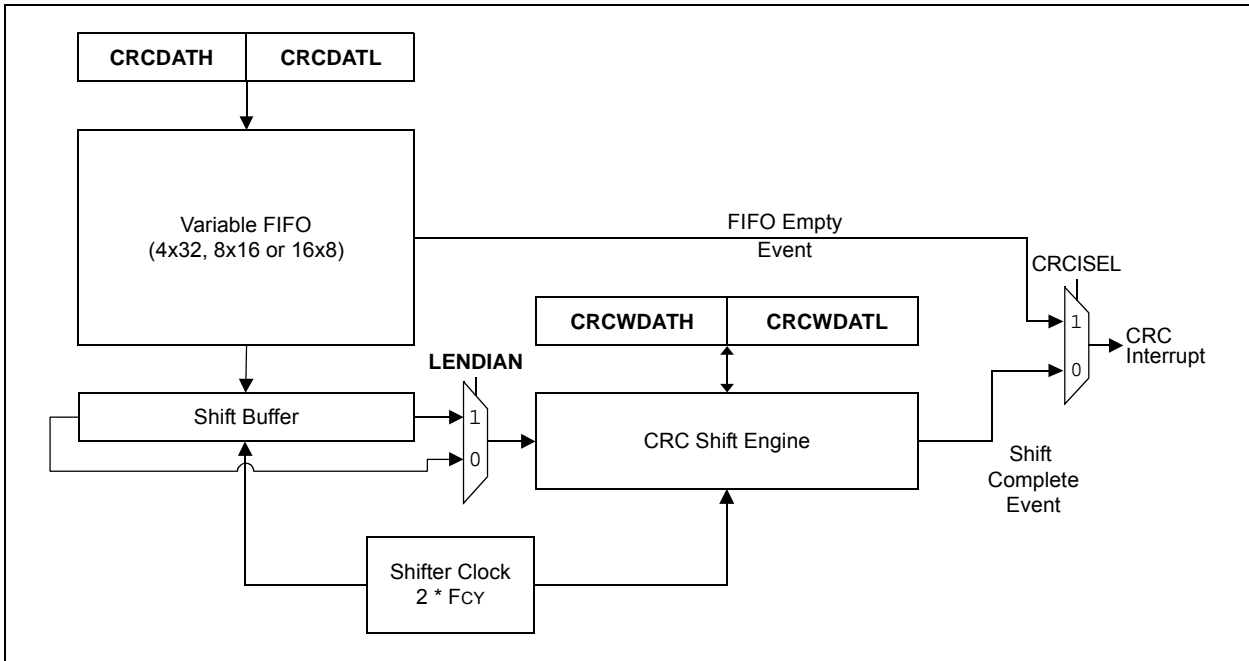 CRCDATH CRCDATL
Variable FIFO
(4x32, 8x16 or 16x8)
FIFO Empty
Event
CRCISEL
1
0
CRC
Interrupt
CRCWDATH CRCWDATL
LENDIAN
1
0
Shift Buffer
CRC Shift Engine
Shift
Complete
Event
Shifter Clock
2 * FCY